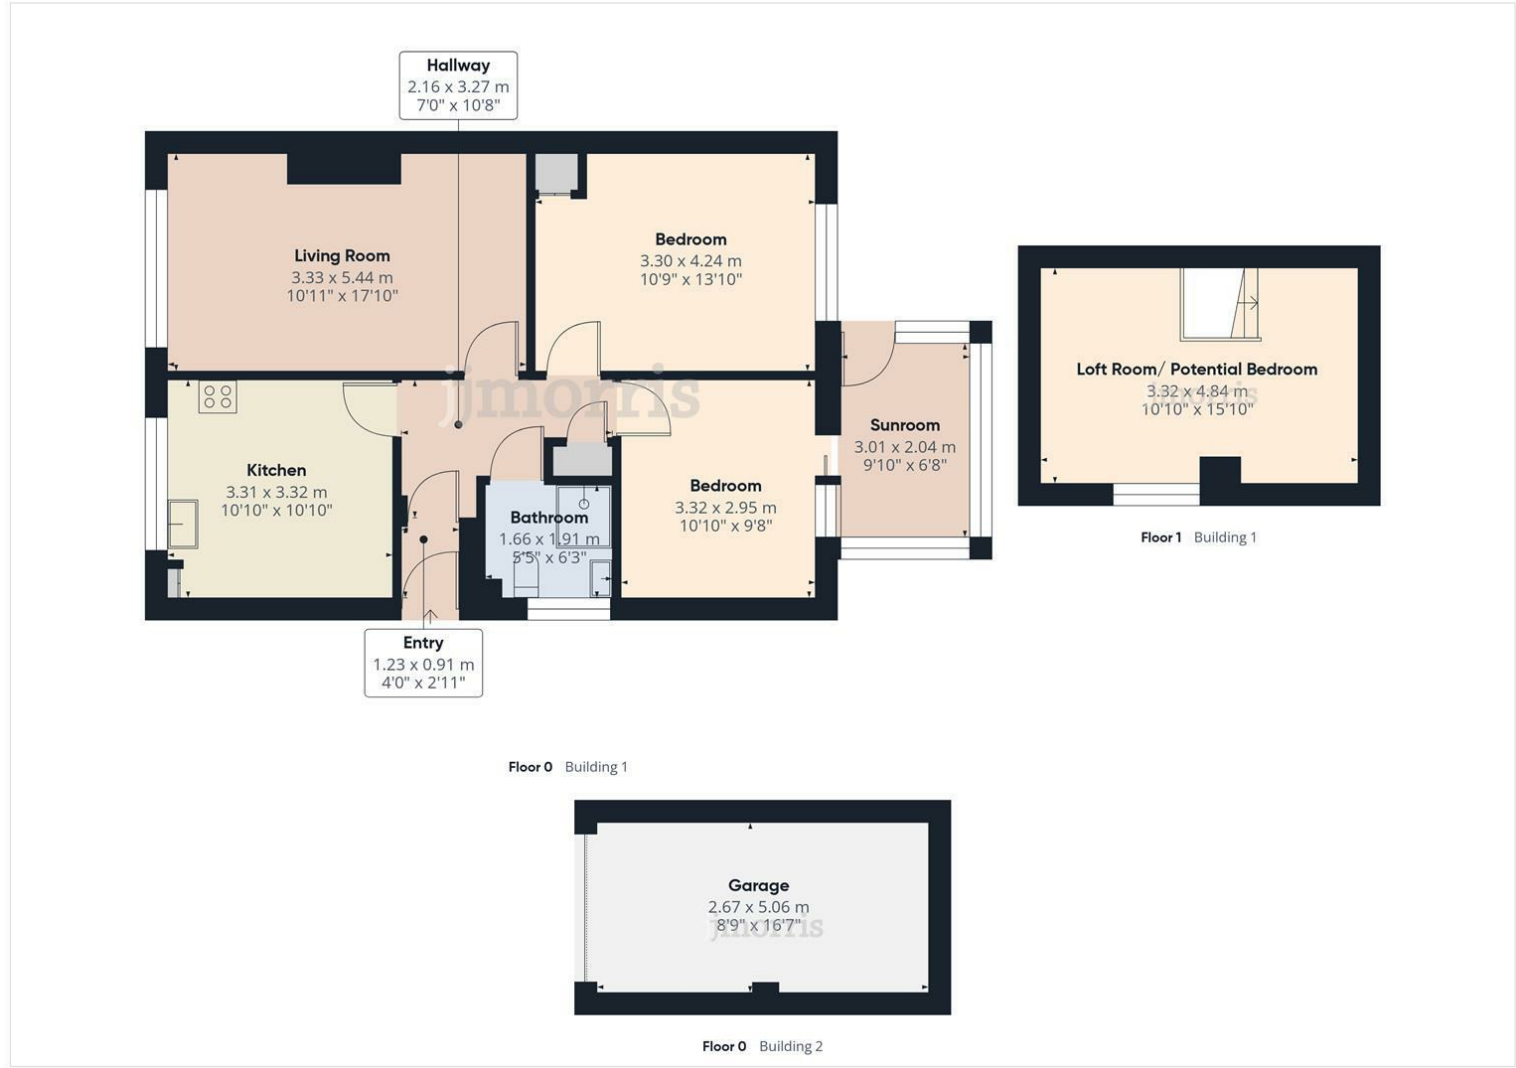 Hallway
2.16 x 3.27 m
7'0" x 10'8"
Living Room
3.33 x 5.44 m
10'11" x 17'10"
Bedroom
3.30 x 4.24 m
10'9" x 13'10"
jjmorris
Kitchen
3.31 x 3.32 m
10'10" x 10'10"
Bathroom
1.66 x 1.91 m
5'5" x 6'3"
Bedroom
3.32 x 2.95 m
10'10" x 9'8"
Sunroom
3.01 x 2.04 m
9'10" x 6'8"
Entry
1.23 x 0.91 m
4'0" x 2'11"
Floor 0 Building 1
Loft Room/ Potential Bedroom
3.32 x 4.84 m
jjmorris
10'10" x 15'10"
Floor 1 Building 1
Garage
2.67 x 5.06 m
8'9" x 16'7"
jjmorris
Floor 0 Building 2